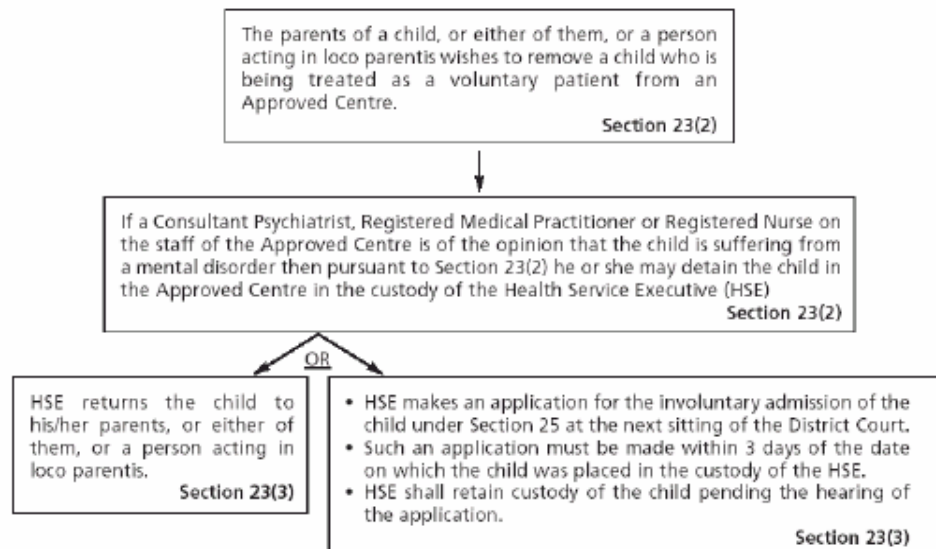 The parents of a child, or either of them, or a person
acting in loco parentis wishes to remove a child who is
being treated as a voluntary patient from an
Approved Centre.
Section 23(2)
If a Consultant Psychiatrist, Registered Medical Practitioner or Registered Nurse on
the staff of the Approved Centre is of the opinion that the child is suffering from
a mental disorder then pursuant to Section 23(2) he or she may detain the child in
the Approved Centre in the custody of the Health Service Executive (HSE)
Section 23(2)
OR
HSE returns the child to
his/her parents, or either of
them, or a person acting in
loco parentis.
Section 23(3)
• HSE makes an application for the involuntary admission of the
child under Section 25 at the next sitting of the District Court.
• Such an application must be made within 3 days of the date
on which the child was placed in the custody of the HSE.
• HSE shall retain custody of the child pending the hearing of
the application.
Section 23(3)